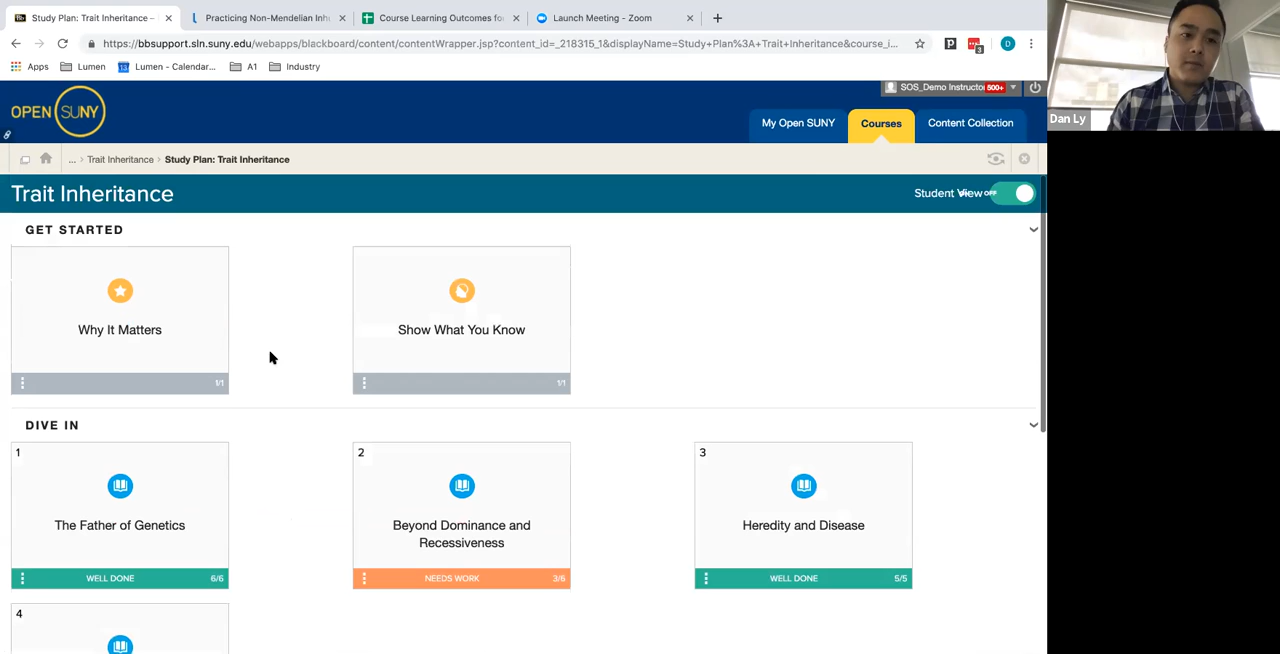 Study Plan: Trait Inheritance –
Practicing Non-Mendelian Inh
Course Learning Outcomes fo
Launch Meeting - Zoom
https://bbsupport.sln.suny.edu/webapps/blackboard/content/contentWrapper.jsp?content_id=_218315_1&displayName=Study+Plan%3A+Trait+Inheritance&course_i...
P
3
D
Apps
Lumen
Lumen - Calendar...
A1
Industry
OPEN SUNY
SOS_Demo Instructor
500+
My Open SUNY
Courses
Content Collection
Dan Ly
... > Trait Inheritance > Study Plan: Trait Inheritance
Trait Inheritance
Student View
OFF
GET STARTED
Why It Matters
Show What You Know
1/1
1/1
DIVE IN
1
2
3
The Father of Genetics
Beyond Dominance and
Recessiveness
Heredity and Disease
WELL DONE 6/6
NEEDS WORK 3/6
WELL DONE 5/5
4